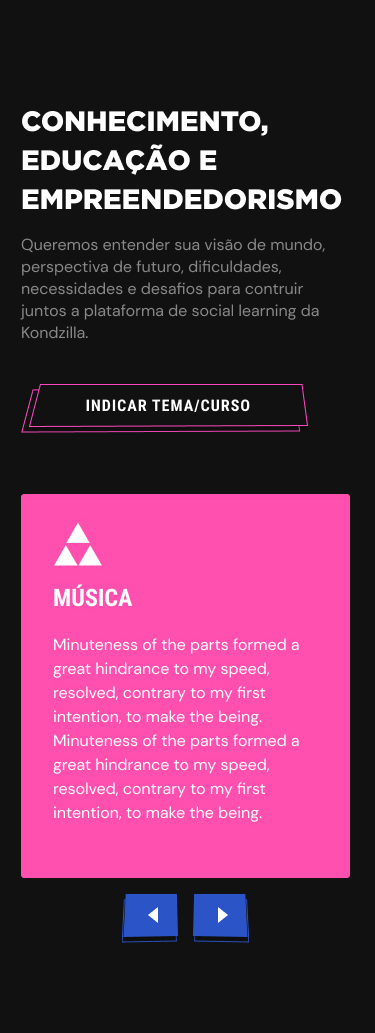 CONHECIMENTO,
EDUCAÇÃO E
EMPREENDEDORISMO
Queremos entender sua visão de mundo,
perspectiva de futuro, dificuldades,
necessidades e desafios para contruir
juntos a plataforma de social learning da
Kondzilla.
INDICAR TEMA/CURSO
MÚSICA
Minuteness of the parts formed a
great hindrance to my speed,
resolved, contrary to my first
intention, to make the being.
Minuteness of the parts formed a
great hindrance to my speed,
resolved, contrary to my first
intention, to make the being.